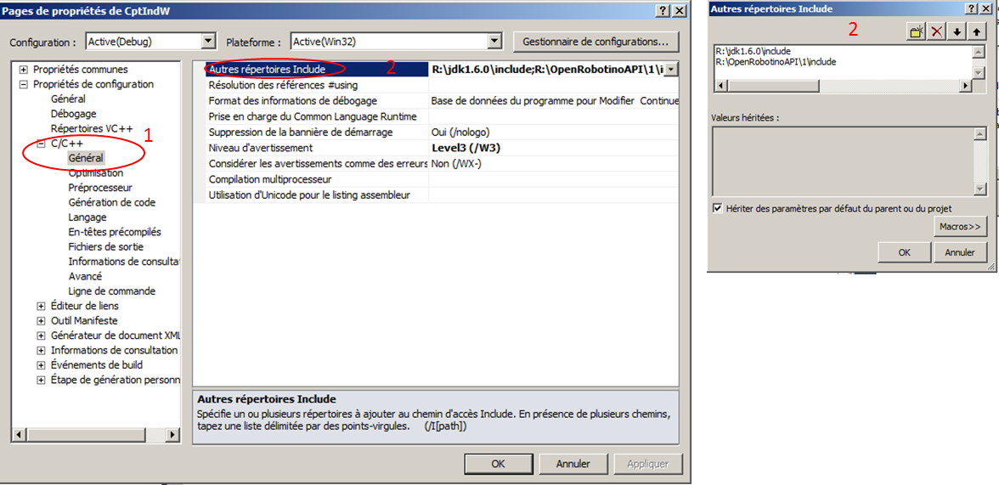 Pages de propriétés de CptIndW
Configuration : Active(Debug) Plateforme : Active(Win32) Gestionnaire de configurations...
Propriétés communes
Propriétés de configuration
Général
Débogage
Répertoires VC++
1
C/C++
Général
Optimisation
Préprocesseur
Génération de code
Langage
En-têtes précompilés
Fichiers de sortie
Informations de consulta
Avancé
Ligne de commande
Éditeur de liens
Outil Manifeste
Générateur de document XML
Informations de consultation
Événements de build
Étape de génération personn
Autres répertoires Include 2 R:\jdk1.6.0\include;R:\OpenRobotinoAPI\1\i
Résolution des références #using
Format des informations de débogage Base de données du programme pour Modifier Continue
Prise en charge du Common Language Runtime
Suppression de la bannière de démarrage Oui (/nologo)
Niveau d'avertissement Level3 (/W3)
Considérer les avertissements comme des erreurs Non (/WX-)
Compilation multiprocesseur
Utilisation d'Unicode pour le listing assembleur
Autres répertoires Include
Spécifie un ou plusieurs répertoires à ajouter au chemin d'accès Include. En présence de plusieurs chemins,
tapez une liste délimitée par des points-virgules. (/I[path])
OK Annuler Appliquer
Autres répertoires Include
2
R:\jdk1.6.0\include
R:\OpenRobotinoAPI\1\include
Valeurs héritées :
Hériter des paramètres par défaut du parent ou du projet
Macros>>
OK Annuler